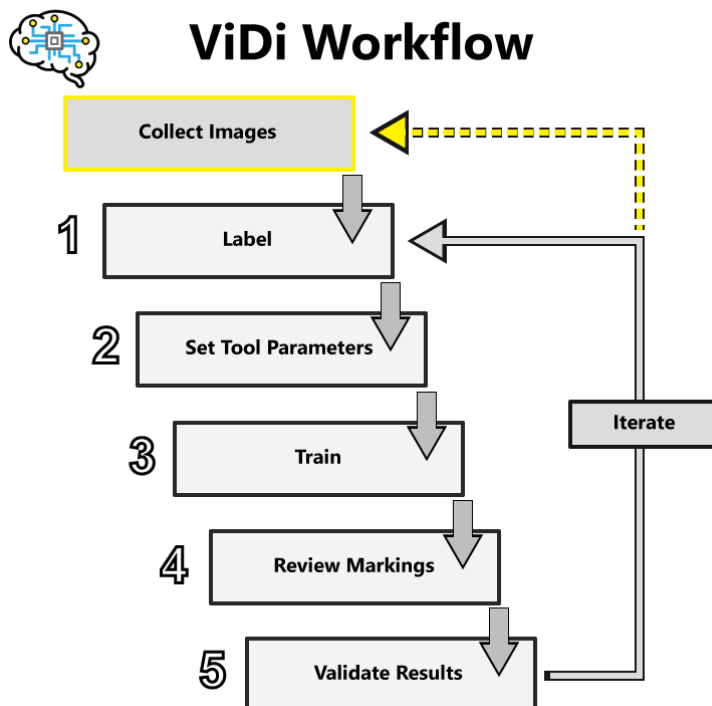 ViDi Workflow
Collect Images
1
Label
2
Set Tool Parameters
Iterate
3
Train
4
Review Markings
5
Validate Results